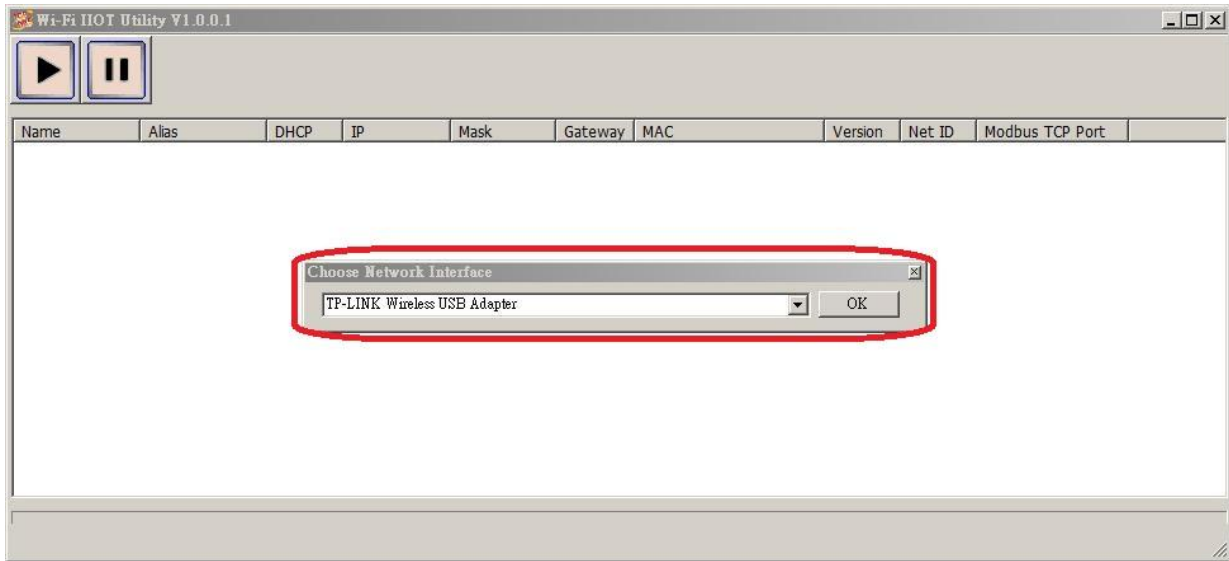 Wi-Fi IIOT Utility V1.0.0.1
Name Alias DHCP IP Mask Gateway MAC Version Net ID Modbus TCP Port
Choose Network Interface
TP-LINK Wireless USB Adapter OK